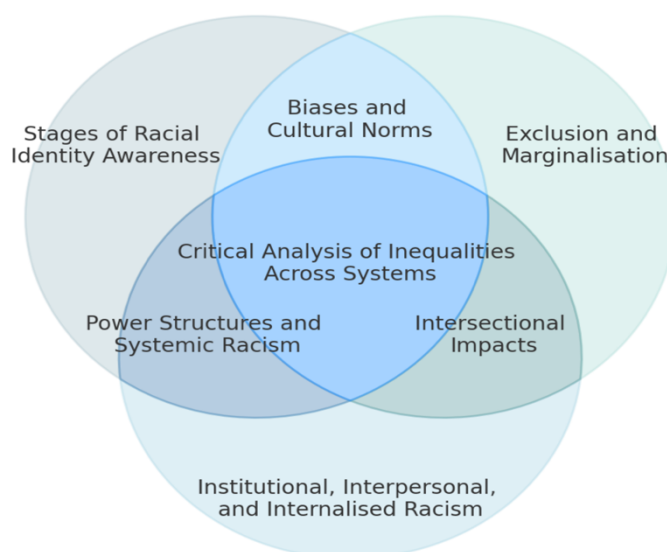 Biases and
Cultural Norms
Stages of Racial
Identity Awareness
Exclusion and
Marginalisation
Critical Analysis of Inequalities
Across Systems
Power Structures and
Systemic Racism
Intersectional
Impacts
Institutional, Interpersonal,
and Internalised Racism